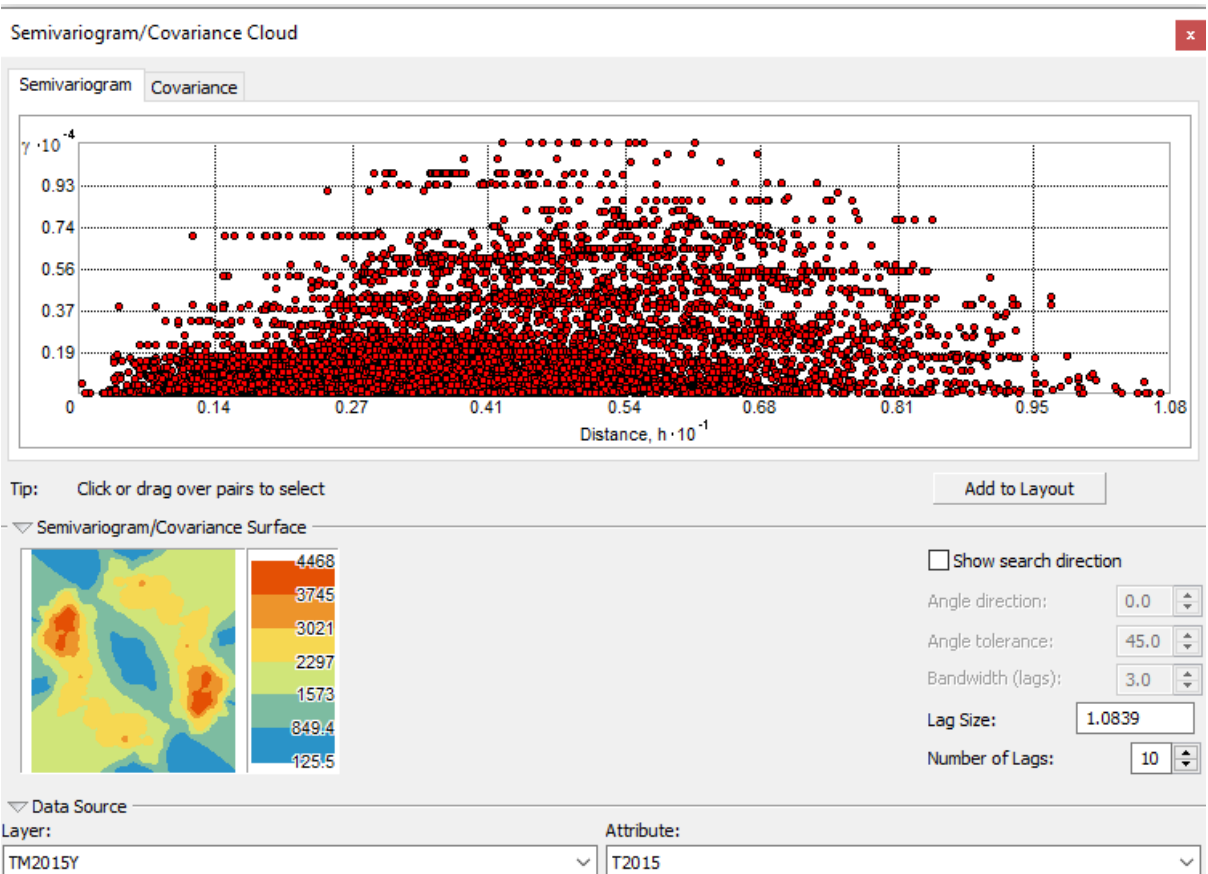 Semivariogram/Covariance Cloud
x
Semivariogram Covariance
γ ·10 -4
0.93
0.74
0.56
0.37
0.19
0 0.14 0.27 0.41 0.54 0.68 0.81 0.95 1.08
Distance, h ·10 -1
Tip: Click or drag over pairs to select Add to Layout
Semivariogram/Covariance Surface
4468
3745
3021
2297
1573
849.4
125.5
Show search direction
Angle direction: 0.0
Angle tolerance: 45.0
Bandwidth (lags): 3.0
Lag Size: 1.0839
Number of Lags: 10
Data Source
Layer: Attribute:
TM2015Y T2015